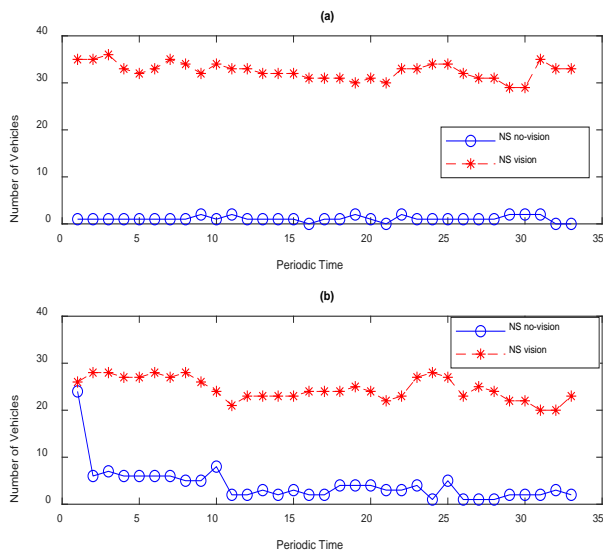 (a)
40
30
20
10
0
Number of Vehicles
NS no-vision
NS vision
0 5 10 15 20 25 30 35
Periodic Time
(b)
40
30
20
10
0
Number of Vehicles
NS no-vision
NS vision
0 5 10 15 20 25 30 35
Periodic Time